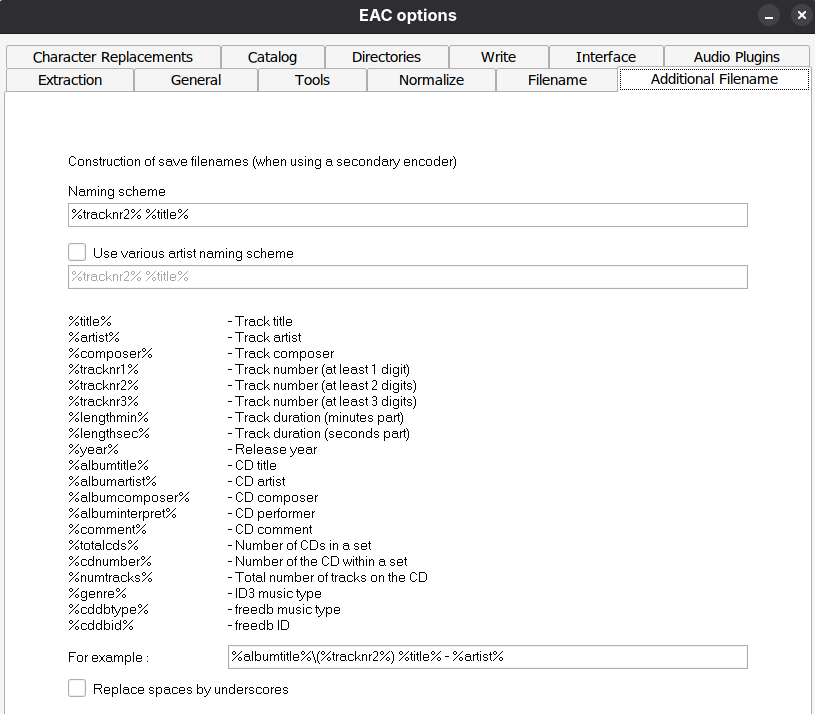 EAC options
Character Replacements Catalog Directories Write Interface Audio Plugins
Extraction General Tools Normalize Filename Additional Filename
Construction of save filenames (when using a secondary encoder)
Naming scheme
%tracknr2% %title%
Use various artist naming scheme
%tracknr2% %title%
%title% - Track title
%artist% - Track artist
%composer% - Track composer
%tracknr1% - Track number (at least 1 digit)
%tracknr2% - Track number (at least 2 digits)
%tracknr3% - Track number (at least 3 digits)
%lengthmin% - Track duration (minutes part)
%lengthsec% - Track duration (seconds part)
%year% - Release year
%albumtitle% - CD title
%albumartist% - CD artist
%albumcomposer% - CD composer
%albuminterpret% - CD performer
%comment% - CD comment
%totalcds% - Number of CDs in a set
%cdnumber% - Number of the CD within a set
%numtracks% - Total number of tracks on the CD
%genre% - ID3 music type
%cddbtype% - freedb music type
%cddbid% - freedb ID
For example : %albumtitle%\(%tracknr2%) %title% - %artist%
Replace spaces by underscores